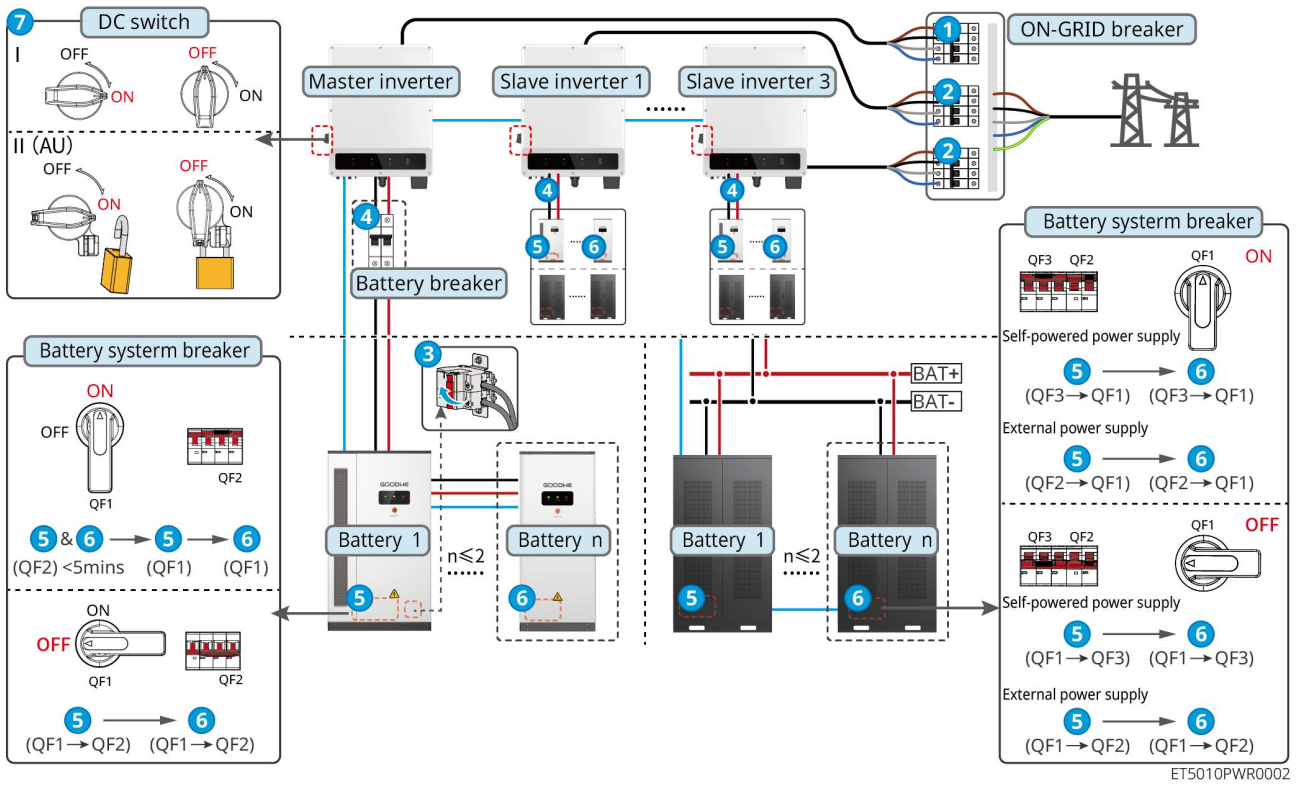 7 DC switch
I OFF ON OFF ON
II (AU)
OFF ON OFF ON
Master inverter
Slave inverter 1
Slave inverter 3
······
1 ON-GRID breaker
2
2
4
Battery breaker
4
5 ······ 6
······
4
5 ······ 6
······
Battery systerm breaker
ON
OFF
QF1
QF2
5 & 6 → 5 → 6
(QF2) <5mins (QF1) (QF1)
ON
OFF
QF1
QF2
5 → 6
(QF1→QF2) (QF1→QF2)
3
GOODWE
Battery 1
5
n≤2
······
GOODWE
Battery n
6
BAT+
BAT-
Battery 1
5
n≤2
······
Battery n
6
Battery systerm breaker
QF3 QF2 QF1 ON
Self-powered power supply
5 → 6
(QF3→QF1) (QF3→QF1)
External power supply
5 → 6
(QF2→QF1) (QF2→QF1)
QF3 QF2 QF1 OFF
Self-powered power supply
5 → 6
(QF1→QF3) (QF1→QF3)
External power supply
5 → 6
(QF1→QF2) (QF1→QF2)
ET5010PWR0002